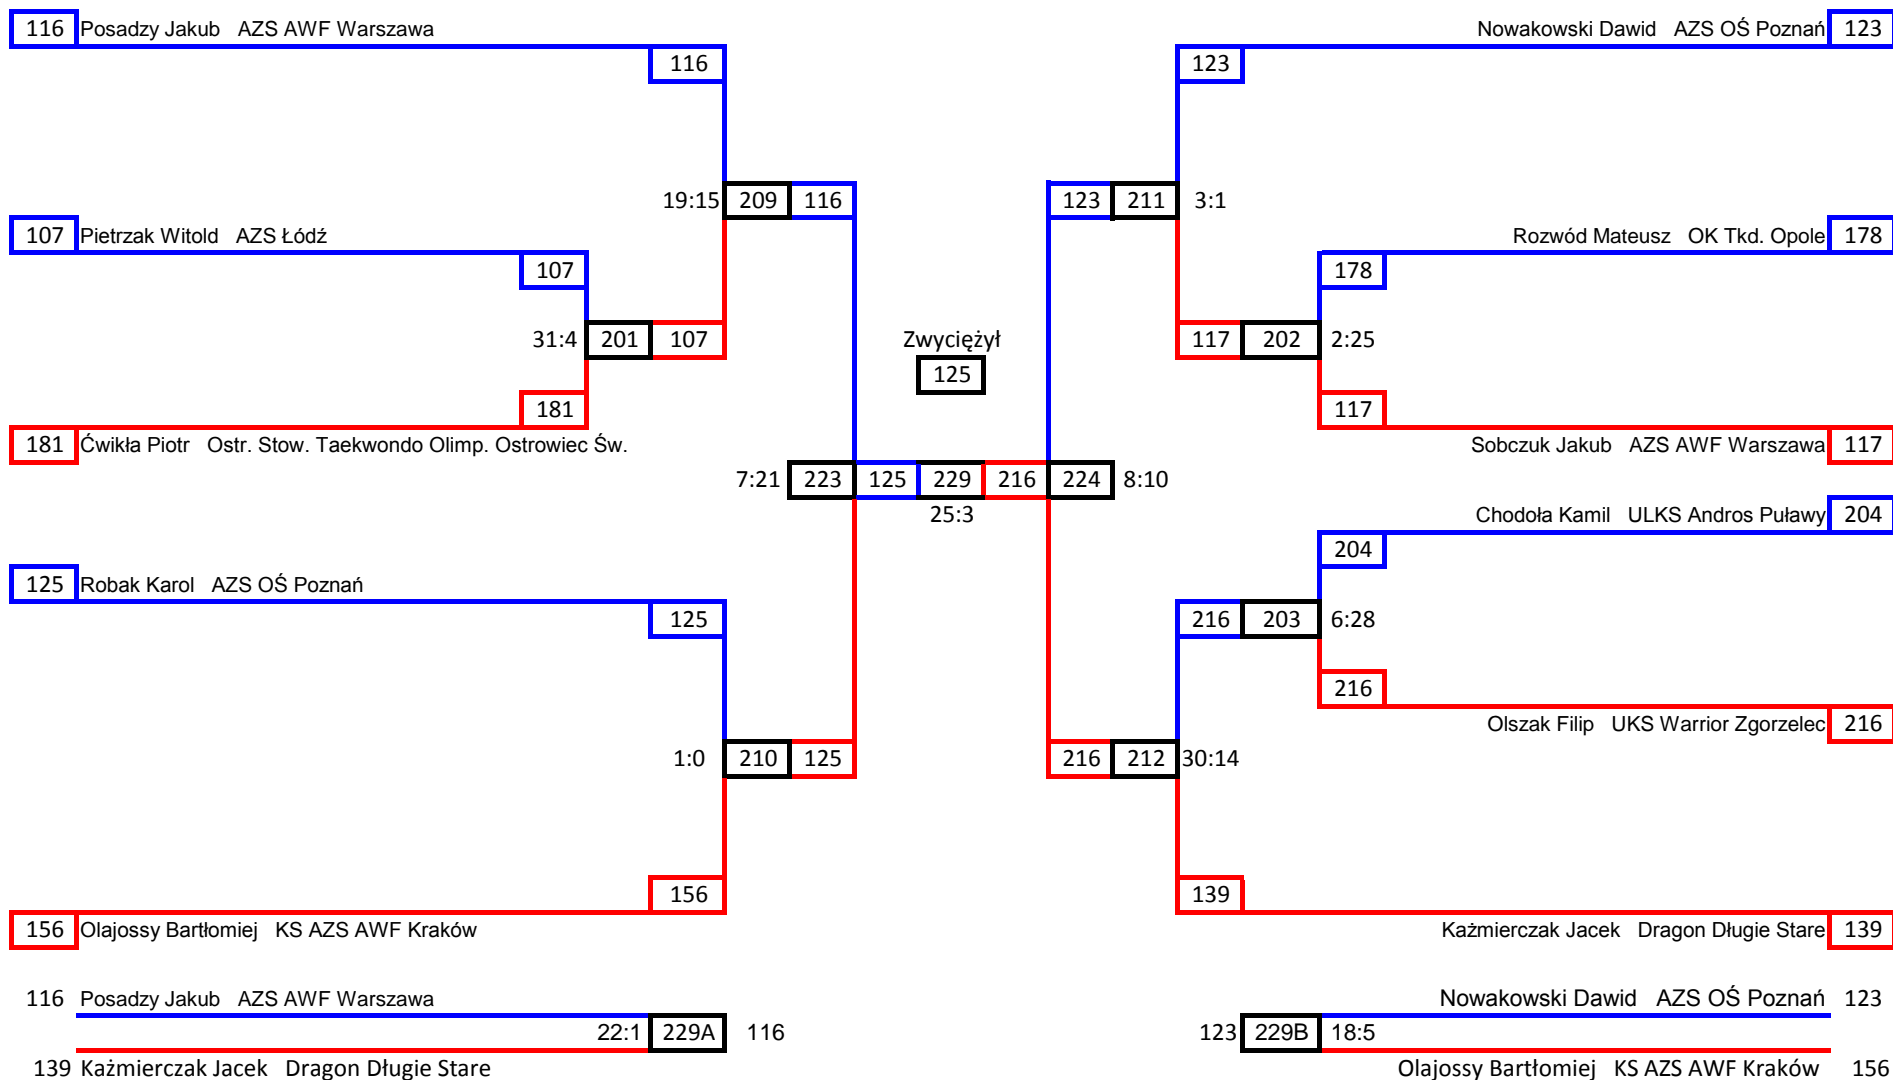 116 Posadzy Jakub AZS AWF Warszawa
Nowakowski Dawid AZS OŚ Poznań 123
116
123
19:15 209 116
123 211 3:1
107 Pietrzak Witold AZS Łódź
Rozwód Mateusz OK Tkd. Opole 178
107
178
31:4 201 107
Zwyciężył
117 202 2:25
125
181
117
181 Ćwikła Piotr Ostr. Stow. Taekwondo Olimp. Ostrowiec Św.
Sobczuk Jakub AZS AWF Warszawa 117
7:21 223 125 229 216 224 8:10
25:3
Chodoła Kamil ULKS Andros Puławy 204
204
125 Robak Karol AZS OŚ Poznań
125
216 203 6:28
216
Olszak Filip UKS Warrior Zgorzelec 216
1:0 210 125
216 212 30:14
156
139
156 Olajossy Bartłomiej KS AZS AWF Kraków
Każmierczak Jacek Dragon Długie Stare 139
116 Posadzy Jakub AZS AWF Warszawa
Nowakowski Dawid AZS OŚ Poznań 123
22:1 229A 116
123 229B 18:5
139 Każmierczak Jacek Dragon Długie Stare
Olajossy Bartłomiej KS AZS AWF Kraków 156